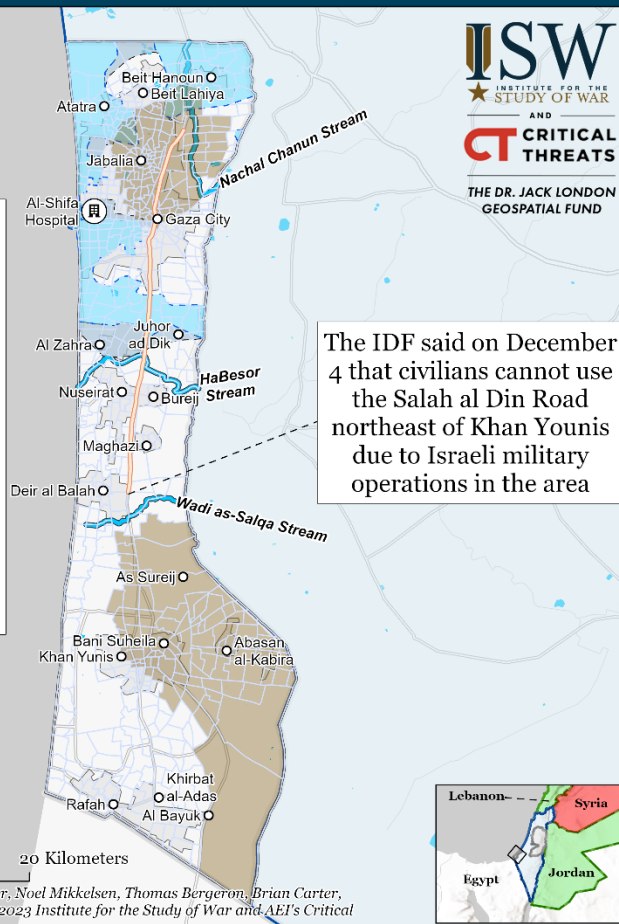 ISW
INSTITUTE FOR THE
STUDY OF WAR
AND
CT CRITICAL
THREATS
THE DR. JACK LONDON
GEOSPATIAL FUND
Beit Hanoun
Beit Lahiya
Atatra
Nachal Chanun Stream
Jabalia
Al-Shifa
Hospital
Gaza City
Juhor
ad Dik
Al Zahra
HaBesor
Stream
Nuseirat
Bureij
Maghazi
Deir al Balah
Wadi as-Salqa Stream
The IDF said on December
4 that civilians cannot use
the Salah al Din Road
northeast of Khan Younis
due to Israeli military
operations in the area
As Sureij
Bani Suheila
Khan Yunis
Abasan
al-Kabira
Khirbat
al-Adas
Rafah
Al Bayuk
Lebanon
Syria
Egypt
Jordan
20 Kilometers
r, Noel Mikkelsen, Thomas Bergeron, Brian Carter,
2023 Institute for the Study of War and AEI's Critical